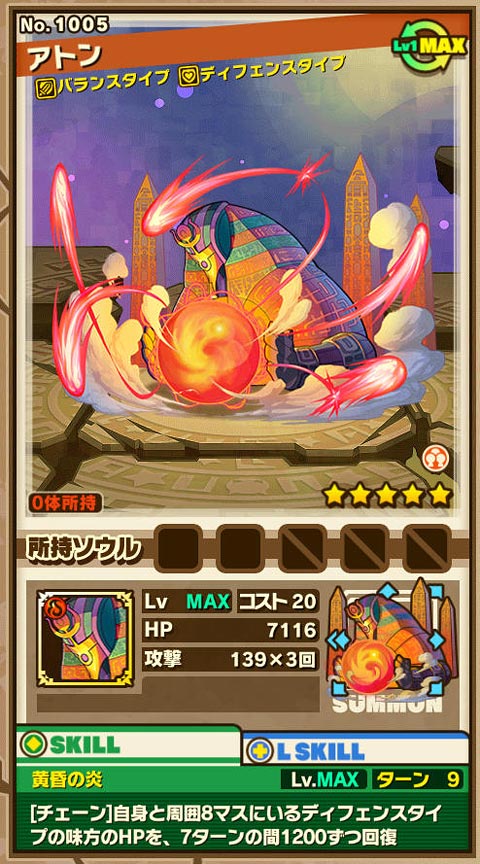 No.1005
アトン
Lv1 MAX
バランスタイプ ディフェンスタイプ
0体所持
所持ソウル
Lv MAX コスト 20
HP 7116
攻撃 139×3回
SUMMON
SKILL
L SKILL
黄昏の炎 Lv.MAX ターン 9
[チェーン]自身と周囲8マスにいるディフェンスタイ
プの味方のHPを、7ターンの間1200ずつ回復